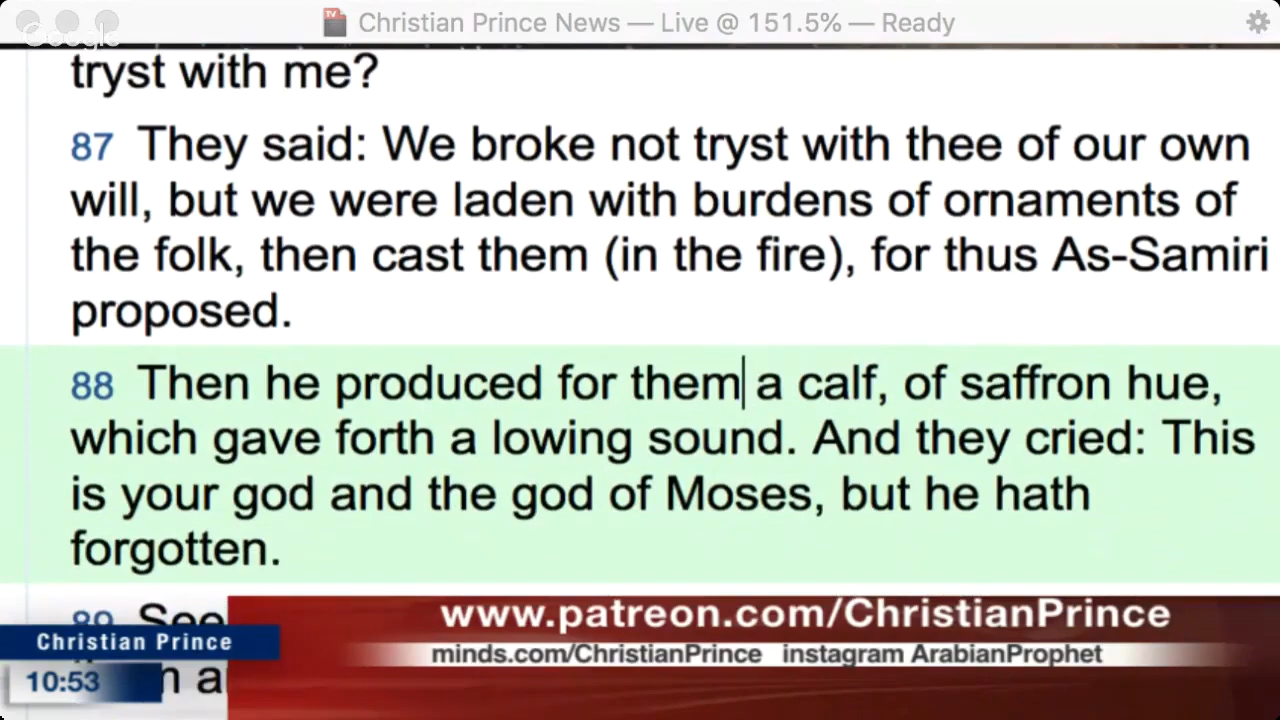 Christian Prince News — Live @ 151.5% — Ready
Google
tryst with me?
87 They said: We broke not tryst with thee of our own
will, but we were laden with burdens of ornaments of
the folk, then cast them (in the fire), for thus As-Samiri
proposed.
88 Then he produced for them a calf, of saffron hue,
which gave forth a lowing sound. And they cried: This
is your god and the god of Moses, but he hath
forgotten.
89 See
www.patreon.com/ChristianPrince
Christian Prince
minds.com/ChristianPrince instagram ArabianProphet
10:53